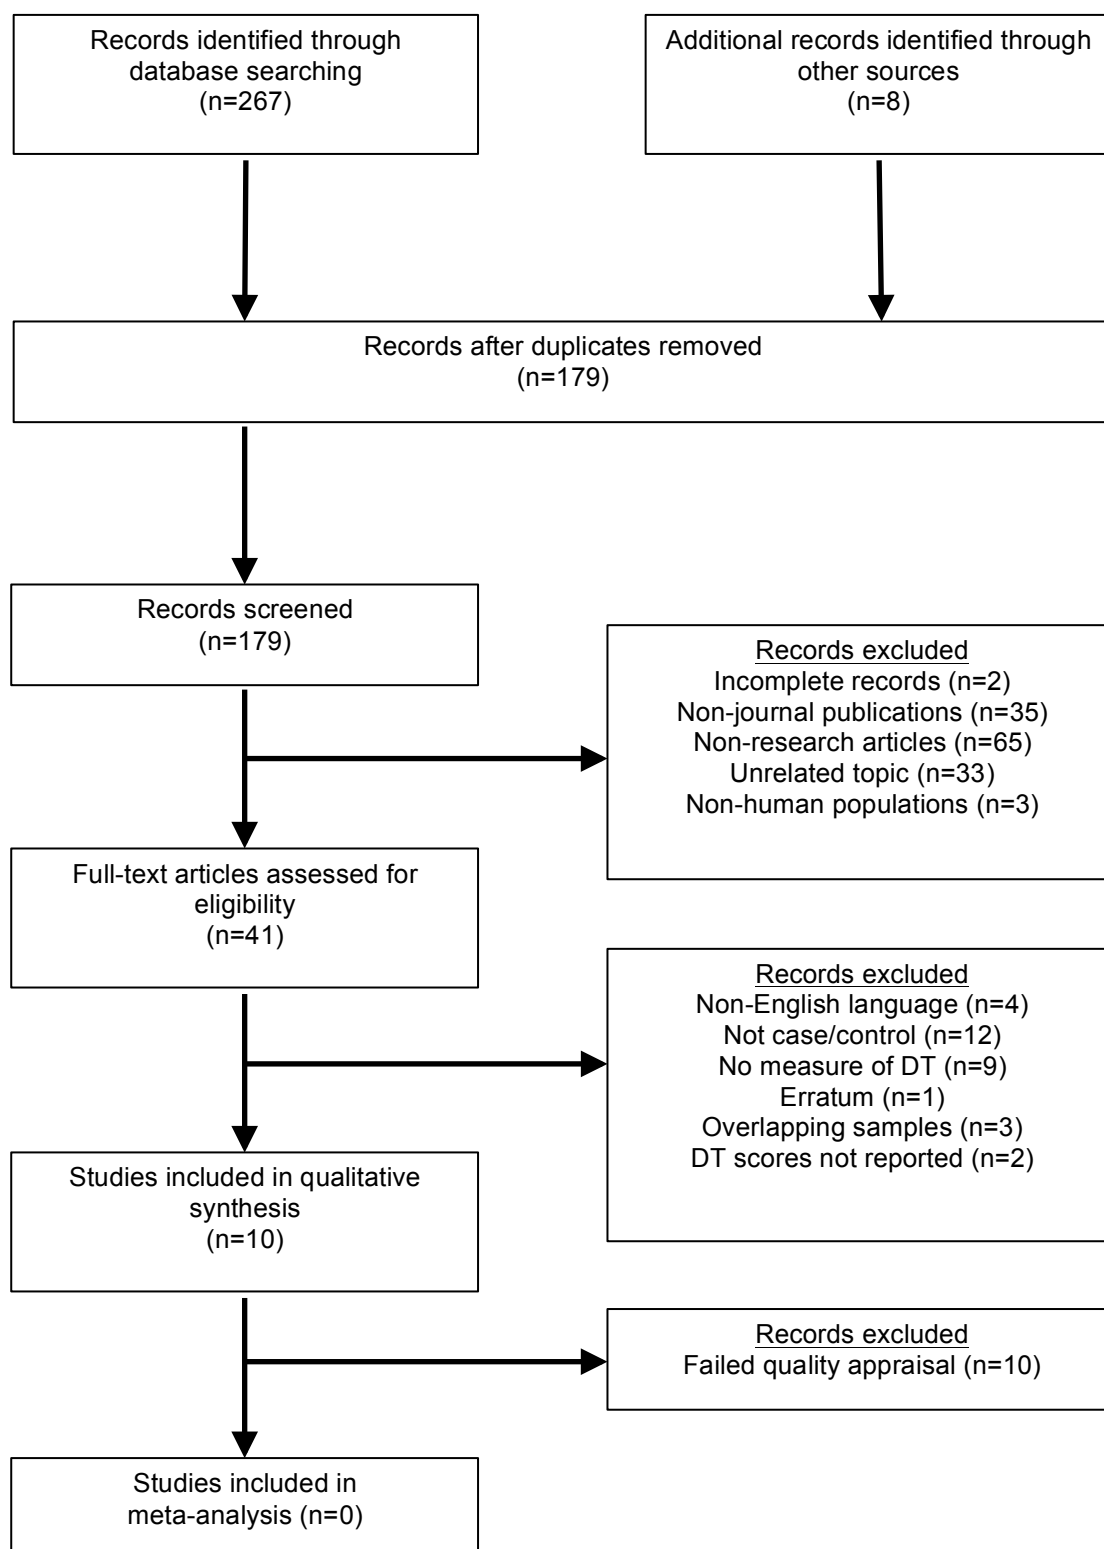 Records identified through
database searching
(n=267)
Additional records identified through
other sources
(n=8)
Records after duplicates removed
(n=179)
Records screened
(n=179)
Records excluded
Incomplete records (n=2)
Non-journal publications (n=35)
Non-research articles (n=65)
Unrelated topic (n=33)
Non-human populations (n=3)
Full-text articles assessed for
eligibility
(n=41)
Records excluded
Non-English language (n=4)
Not case/control (n=12)
No measure of DT (n=9)
Erratum (n=1)
Overlapping samples (n=3)
DT scores not reported (n=2)
Studies included in qualitative
synthesis
(n=10)
Records excluded
Failed quality appraisal (n=10)
Studies included in
meta-analysis (n=0)